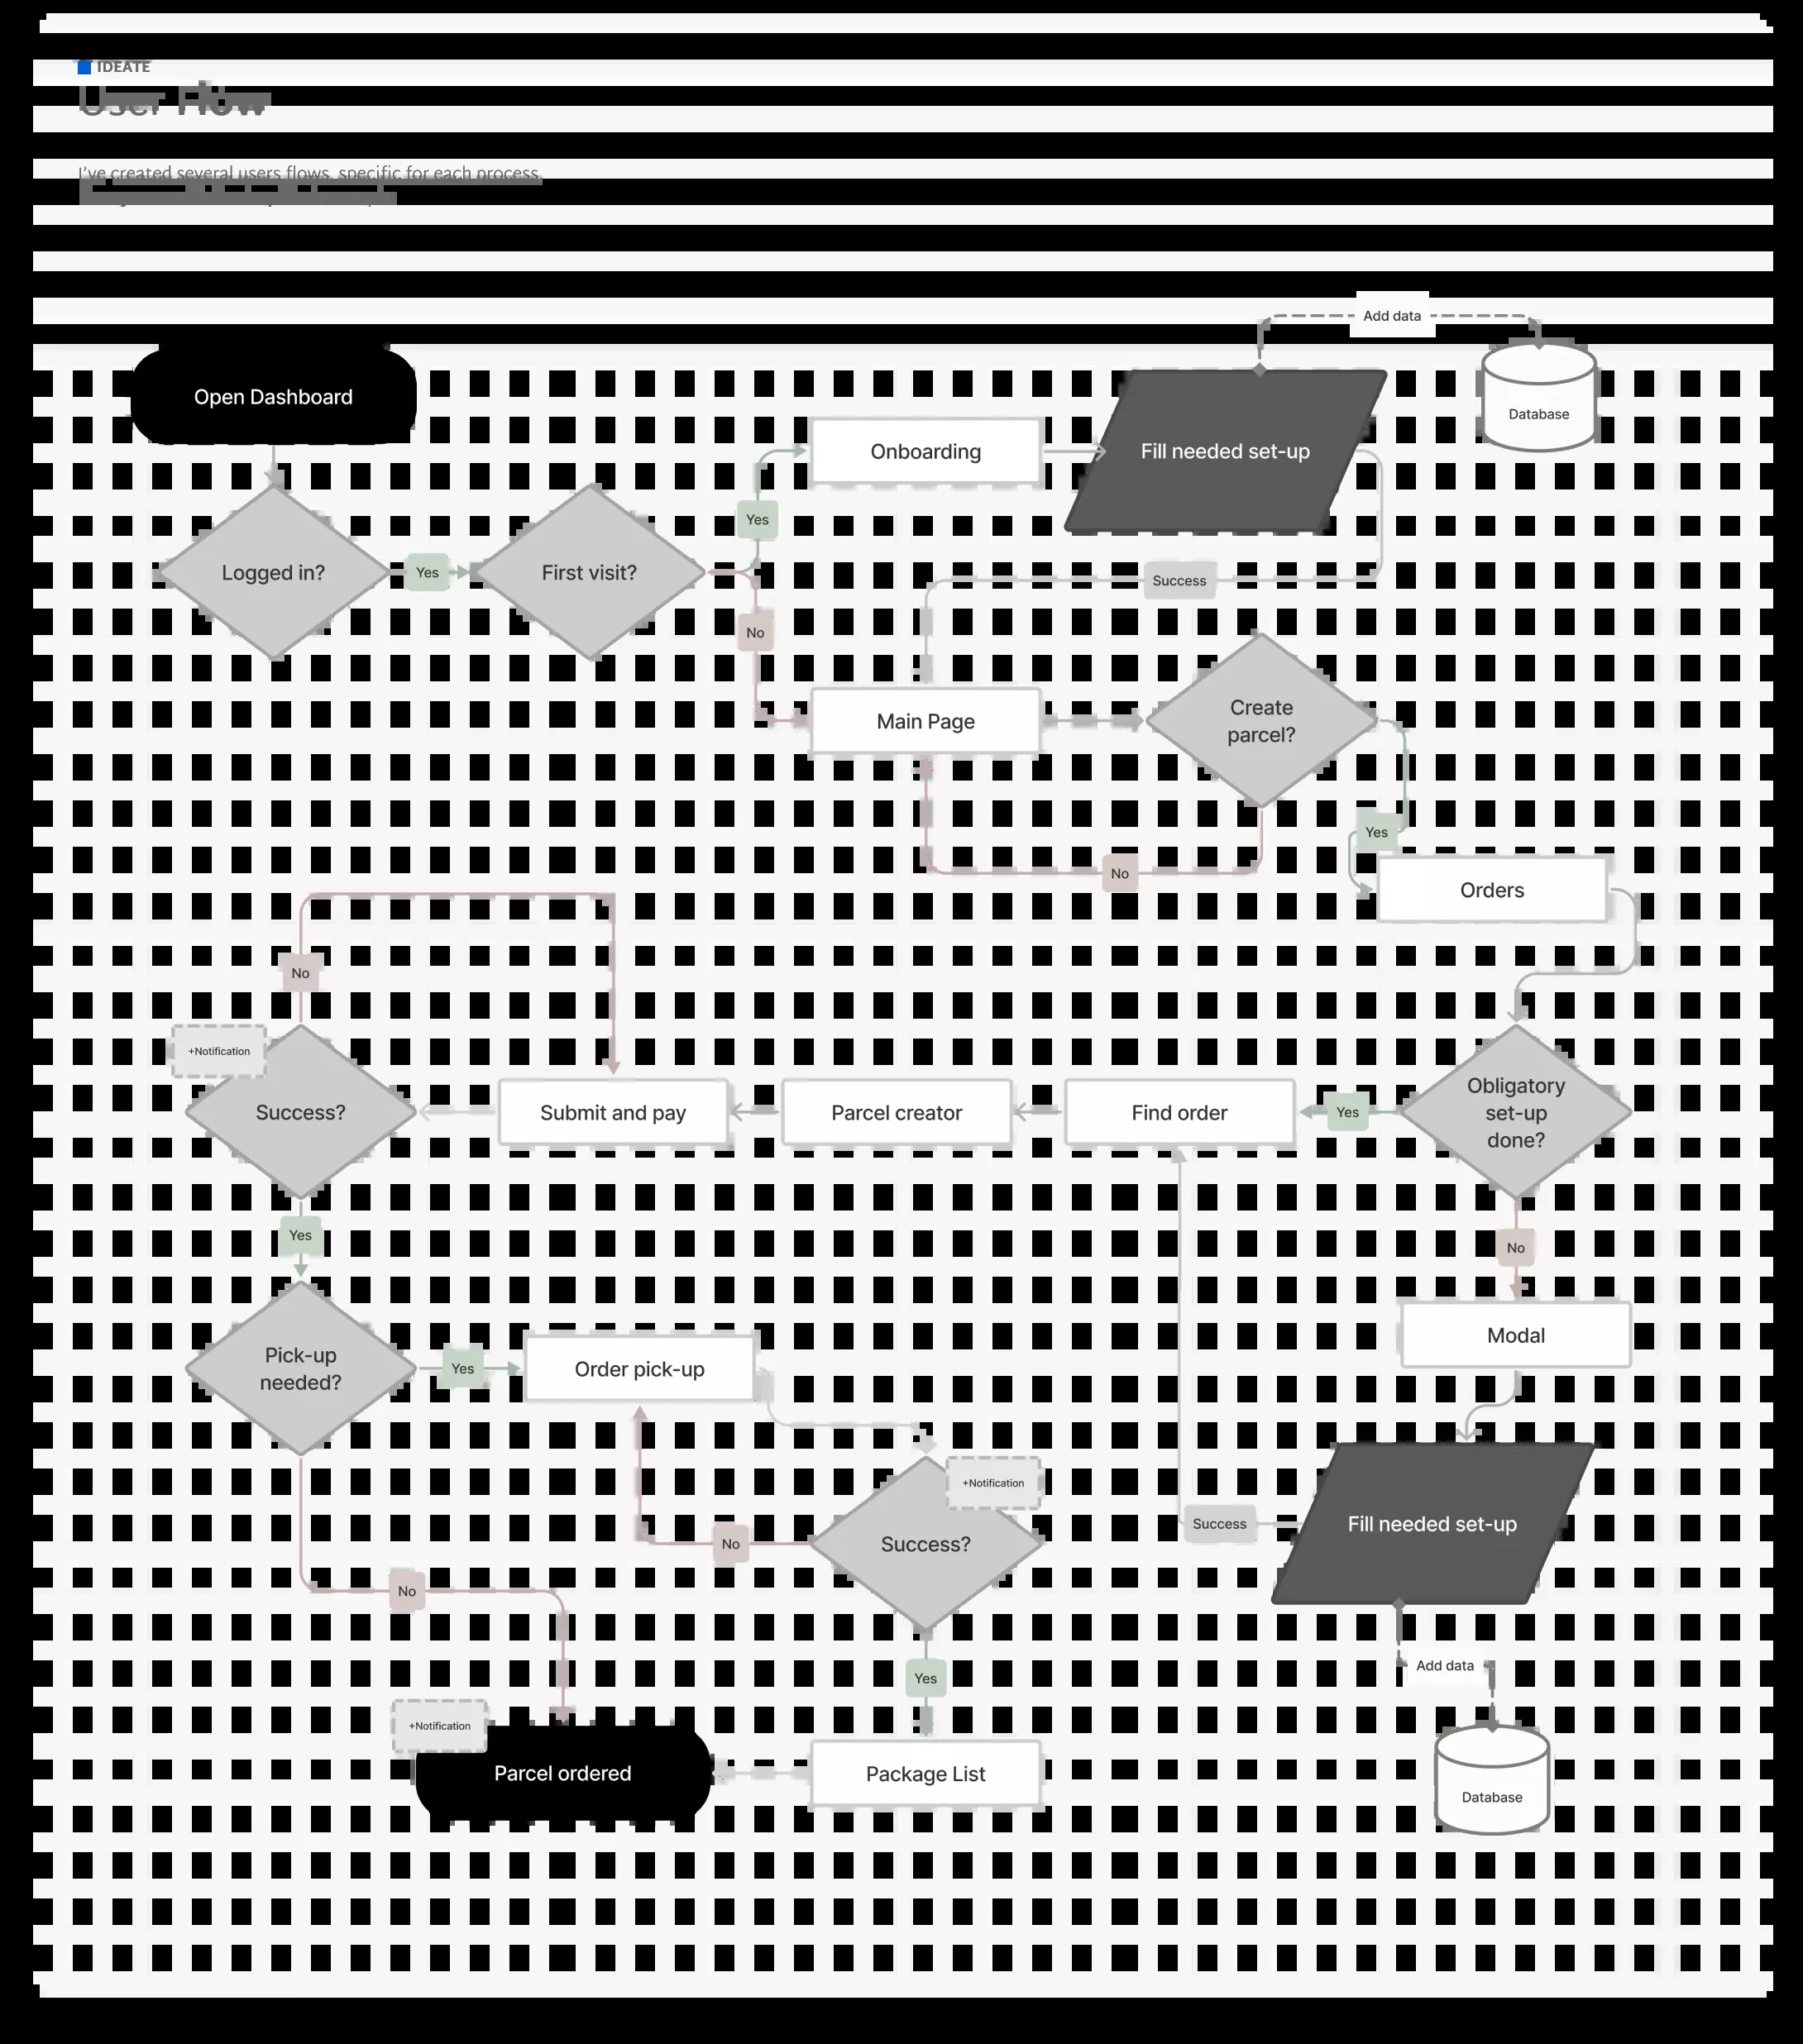 IDEATE
User Flow
I've created several users flows, specific for each process.
Add data
Database
Open Dashboard
Onboarding
Fill needed set-up
Yes
Logged in?
Yes
First visit?
Success
No
Main Page
Create
parcel?
Yes
No
Orders
No
+Notification
Success?
Submit and pay
Parcel creator
Find order
Yes
Obligatory
set-up
done?
Yes
No
Modal
Pick-up
needed?
Yes
Order pick-up
+Notification
Success?
No
Success
Fill needed set-up
No
Yes
Add data
+Notification
Parcel ordered
Package List
Database